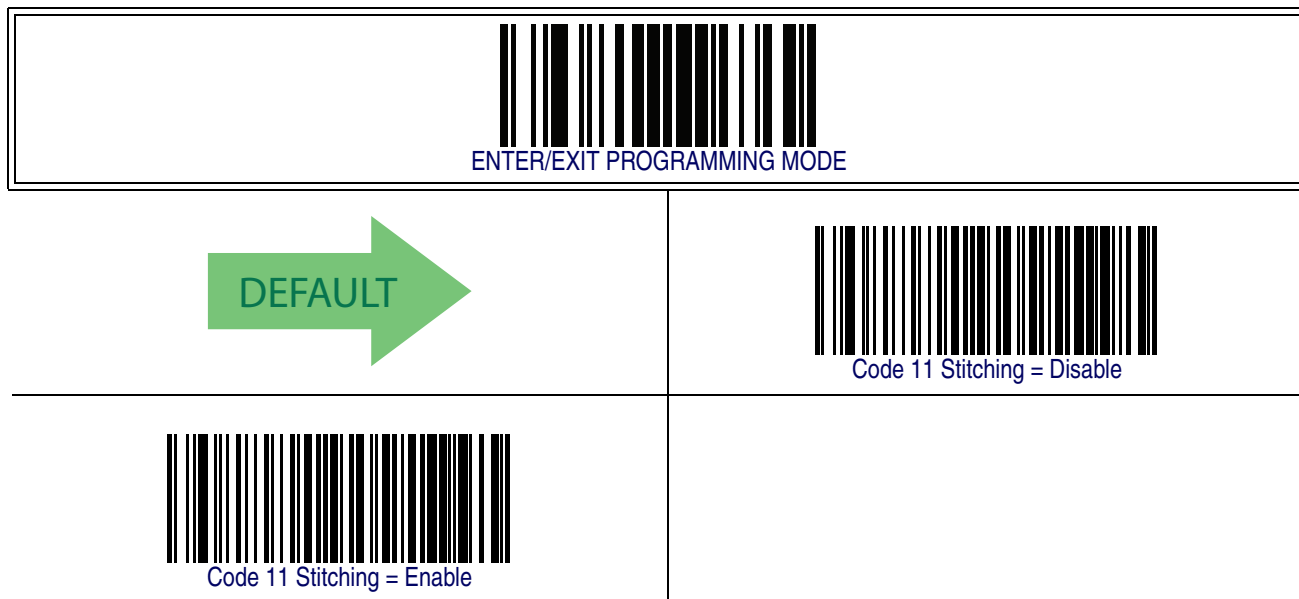 ENTER/EXIT PROGRAMMING MODE
DEFAULT
Code 11 Stitching = Disable
Code 11 Stitching = Enable